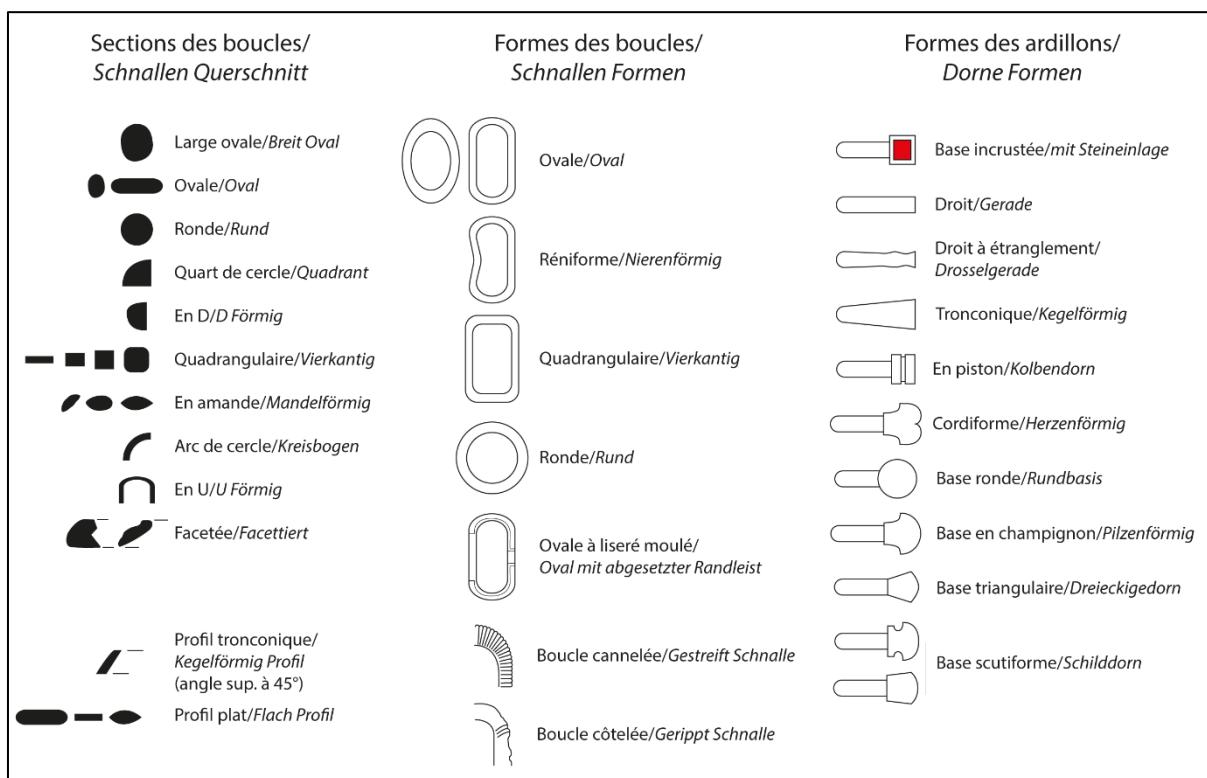 Sections des boucles/
Schnallen Querschnitt
Large ovale/Breit Oval
Ovale/Oval
Ronde/Rund
Quart de cercle/Quadrant
En D/D Förmig
Quadrangulaire/Vierkantig
En amande/Mandelförmig
Arc de cercle/Kreisbogen
En U/U Förmig
Facetée/Facettiert
Profil tronconique/
Kegelförmig Profil
(angle sup. à 45°)
Profil plat/Flach Profil
Formes des boucles/
Schnallen Formen
Ovale/Oval
Réniforme/Nierenförmig
Quadrangulaire/Vierkantig
Ronde/Rund
Ovale à liseré moulé/
Oval mit abgesetzter Randleist
Boucle cannelée/Gestreift Schnalle
Boucle côtelée/Gerippt Schnalle
Formes des ardillons/
Dorne Formen
Base incrustée/mit Steineinlage
Droit/Gerade
Droit à étranglement/
Drosselgerade
Tronconique/Kegelförmig
En piston/Kolbendorn
Cordiforme/Herzenförmig
Base ronde/Rundbasis
Base en champignon/Pilzenförmig
Base triangulaire/Dreieckigedorn
Base scutiforme/Schilddorn